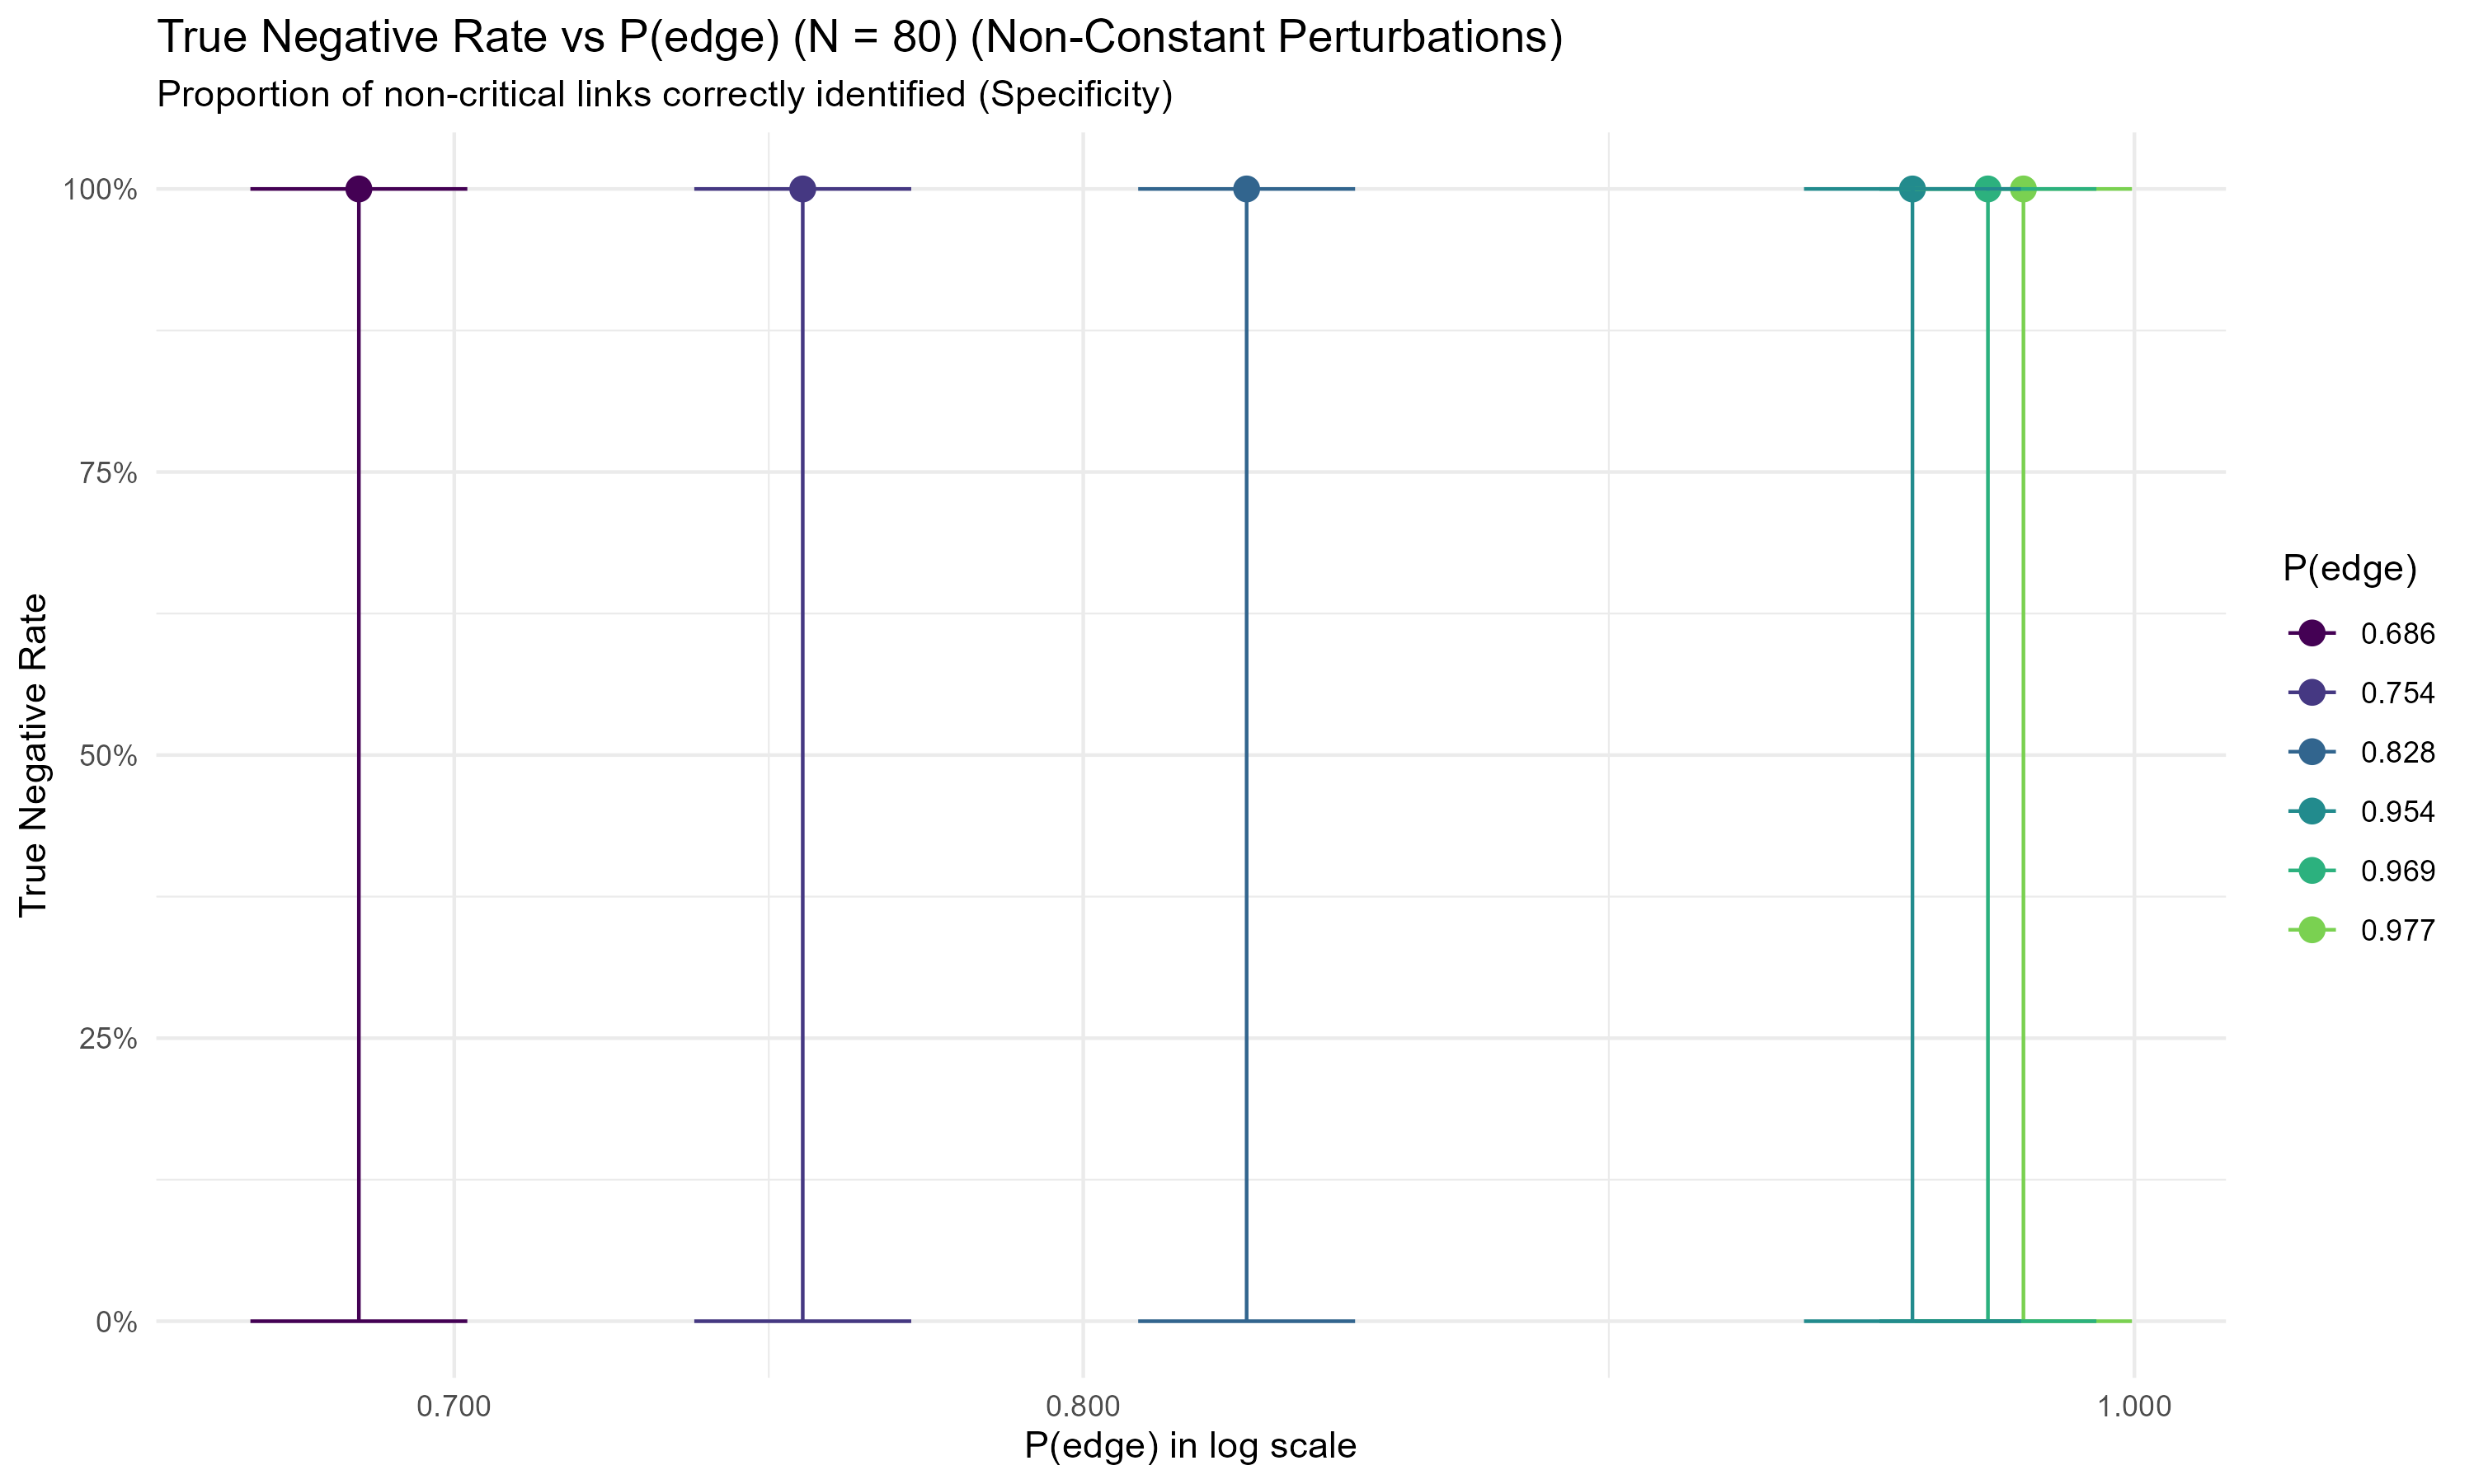 True Negative Rate vs P(edge) (N = 80) (Non-Constant Perturbations)
Proportion of non-critical links correctly identified (Specificity)
100%
75%
50%
25%
0%
True Negative Rate
0.700
0.800
1.000
P(edge) in log scale
P(edge)
0.686
0.754
0.828
0.954
0.969
0.977